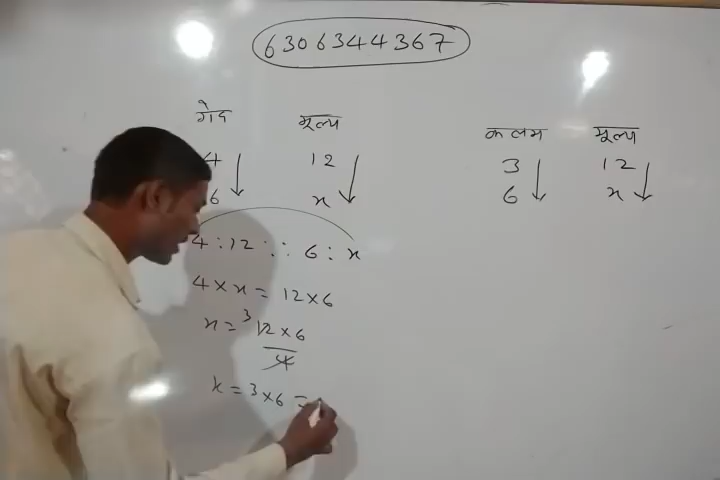 6306344367
गेंद मूल्य
4 12
6 x
4 : 12 :: 6 : x
4 × x = 12 × 6
x = 3 12 × 6
4
x = 3 × 6 =
कलम मूल्य
3 12
6 x